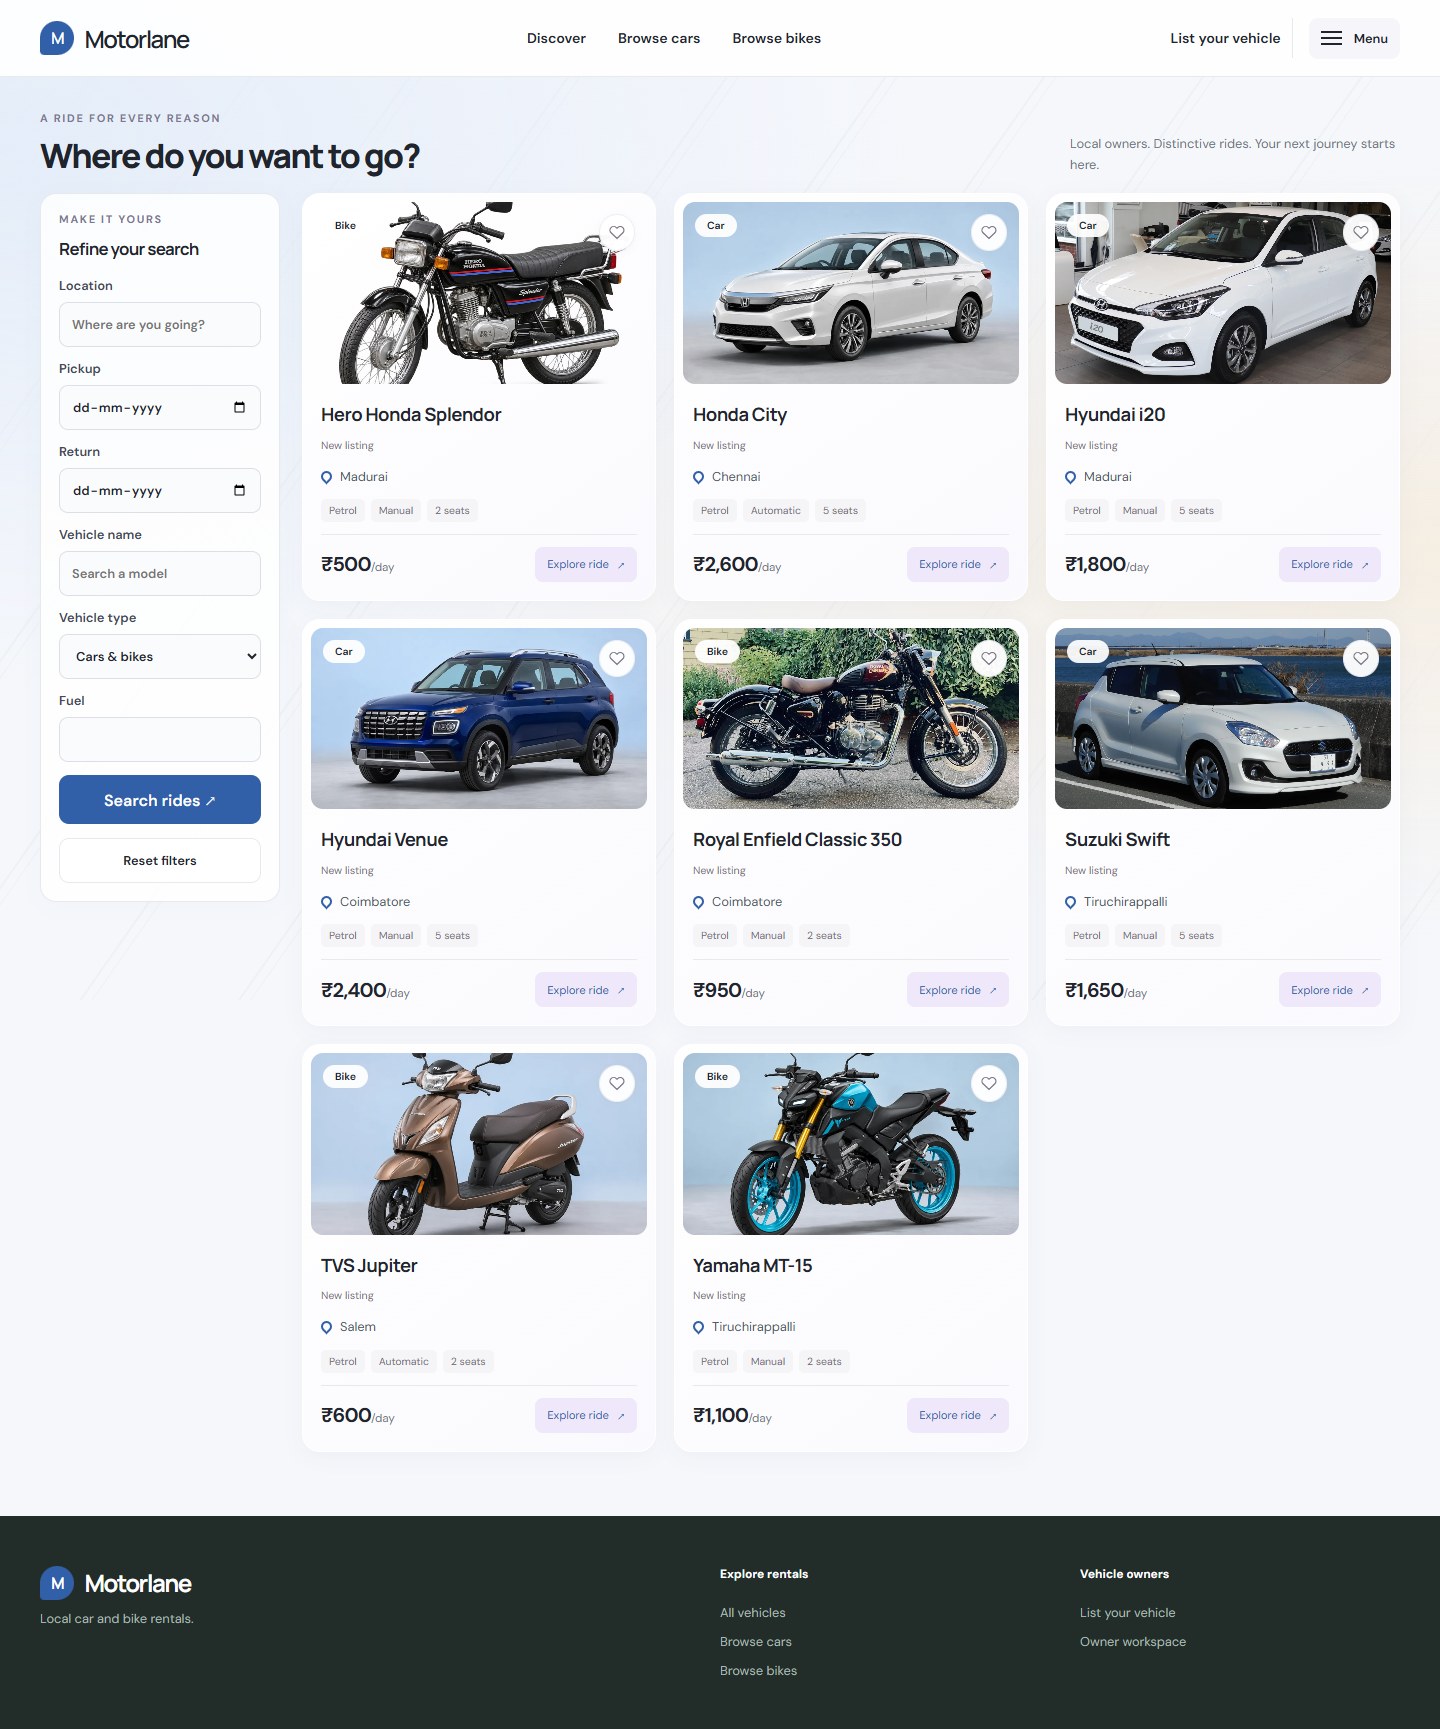 M Motorlane
Discover Browse cars Browse bikes
List your vehicle Menu
A RIDE FOR EVERY REASON
Where do you want to go?
Local owners. Distinctive rides. Your next journey starts
here.
MAKE IT YOURS
Refine your search
Location
Where are you going?
Pickup
dd-mm-yyyy
Return
dd-mm-yyyy
Vehicle name
Search a model
Vehicle type
Cars & bikes
Fuel
Search rides ↗
Reset filters
Bike
HERO HONDA
Splendor
Hero Honda Splendor
New listing
Madurai
Petrol Manual 2 seats
₹500/day
Explore ride ↗
Car
Honda City
New listing
Chennai
Petrol Automatic 5 seats
₹2,600/day
Explore ride ↗
Car
i20
Hyundai i20
New listing
Madurai
Petrol Manual 5 seats
₹1,800/day
Explore ride ↗
Car
Hyundai Venue
New listing
Coimbatore
Petrol Manual 5 seats
₹2,400/day
Explore ride ↗
Bike
Royal Enfield Classic 350
New listing
Coimbatore
Petrol Manual 2 seats
₹950/day
Explore ride ↗
Car
Suzuki Swift
New listing
Tiruchirappalli
Petrol Manual 5 seats
₹1,650/day
Explore ride ↗
Bike
TVS Jupiter
New listing
Salem
Petrol Automatic 2 seats
₹600/day
Explore ride ↗
Bike
Yamaha MT-15
New listing
Tiruchirappalli
Petrol Manual 2 seats
₹1,100/day
Explore ride ↗
M Motorlane
Local car and bike rentals.
Explore rentals
All vehicles
Browse cars
Browse bikes
Vehicle owners
List your vehicle
Owner workspace